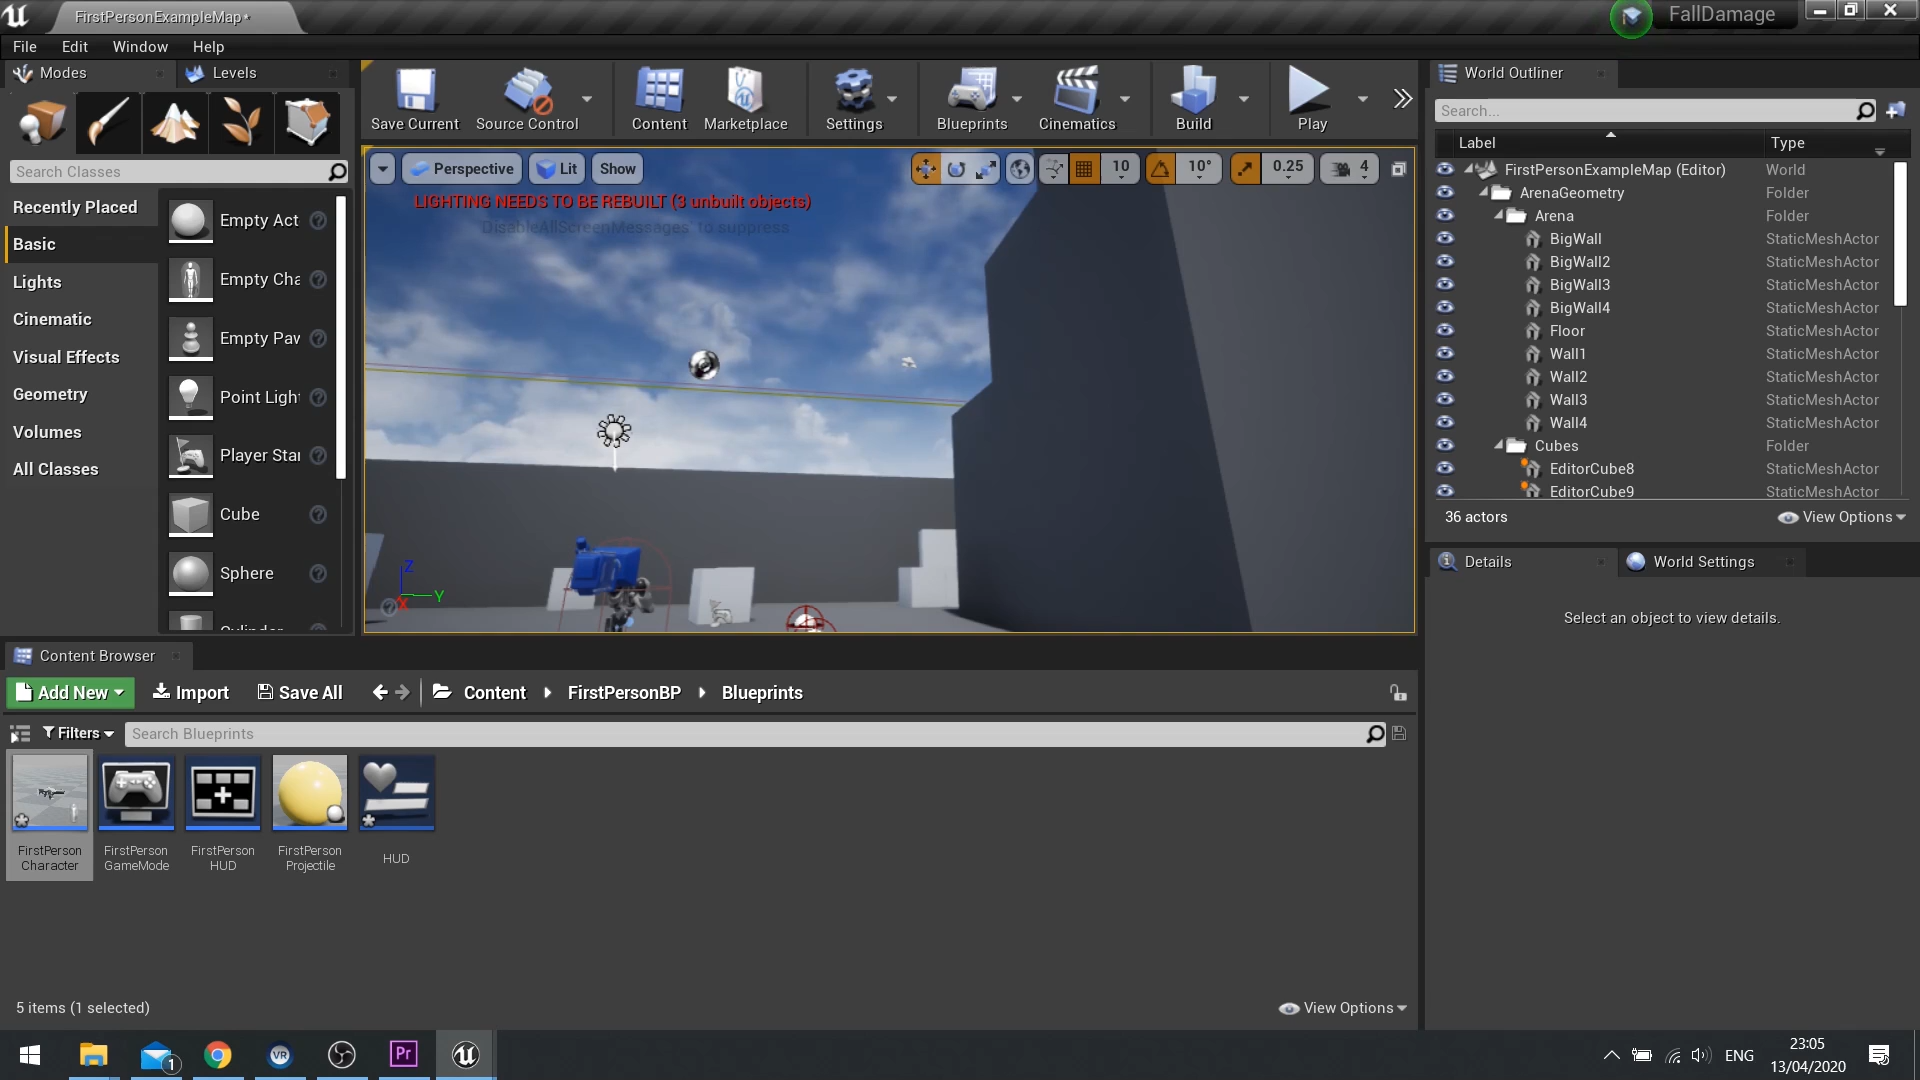 FirstPersonExampleMap*
FallDamage
File Edit Window Help
Modes
Levels
Save Current
Source Control
Content
Marketplace
Settings
Blueprints
Cinematics
Build
Play
Search Classes
Recently Placed
Basic
Lights
Cinematic
Visual Effects
Geometry
Volumes
All Classes
Empty Act
Empty Cha
Empty Paw
Point Light
Player Star
Cube
Sphere
Cylinder
Perspective
Lit
Show
10
10°
0.25
4
LIGHTING NEEDS TO BE REBUILT (3 unbuilt objects)
'DisableAllScreenMessages' to suppress
Z
Y
X
World Outliner
Search...
Label Type
FirstPersonExampleMap (Editor) World
ArenaGeometry Folder
Arena Folder
BigWall StaticMeshActor
BigWall2 StaticMeshActor
BigWall3 StaticMeshActor
BigWall4 StaticMeshActor
Floor StaticMeshActor
Wall1 StaticMeshActor
Wall2 StaticMeshActor
Wall3 StaticMeshActor
Wall4 StaticMeshActor
Cubes Folder
EditorCube8 StaticMeshActor
EditorCube9 StaticMeshActor
36 actors
View Options
Details
World Settings
Select an object to view details.
Content Browser
Add New
Import
Save All
Content
FirstPersonBP
Blueprints
Filters
Search Blueprints
FirstPerson
Character
FirstPerson
GameMode
FirstPerson
HUD
FirstPerson
Projectile
HUD
5 items (1 selected)
View Options
1
VR
Pr
ENG
23:05
13/04/2020